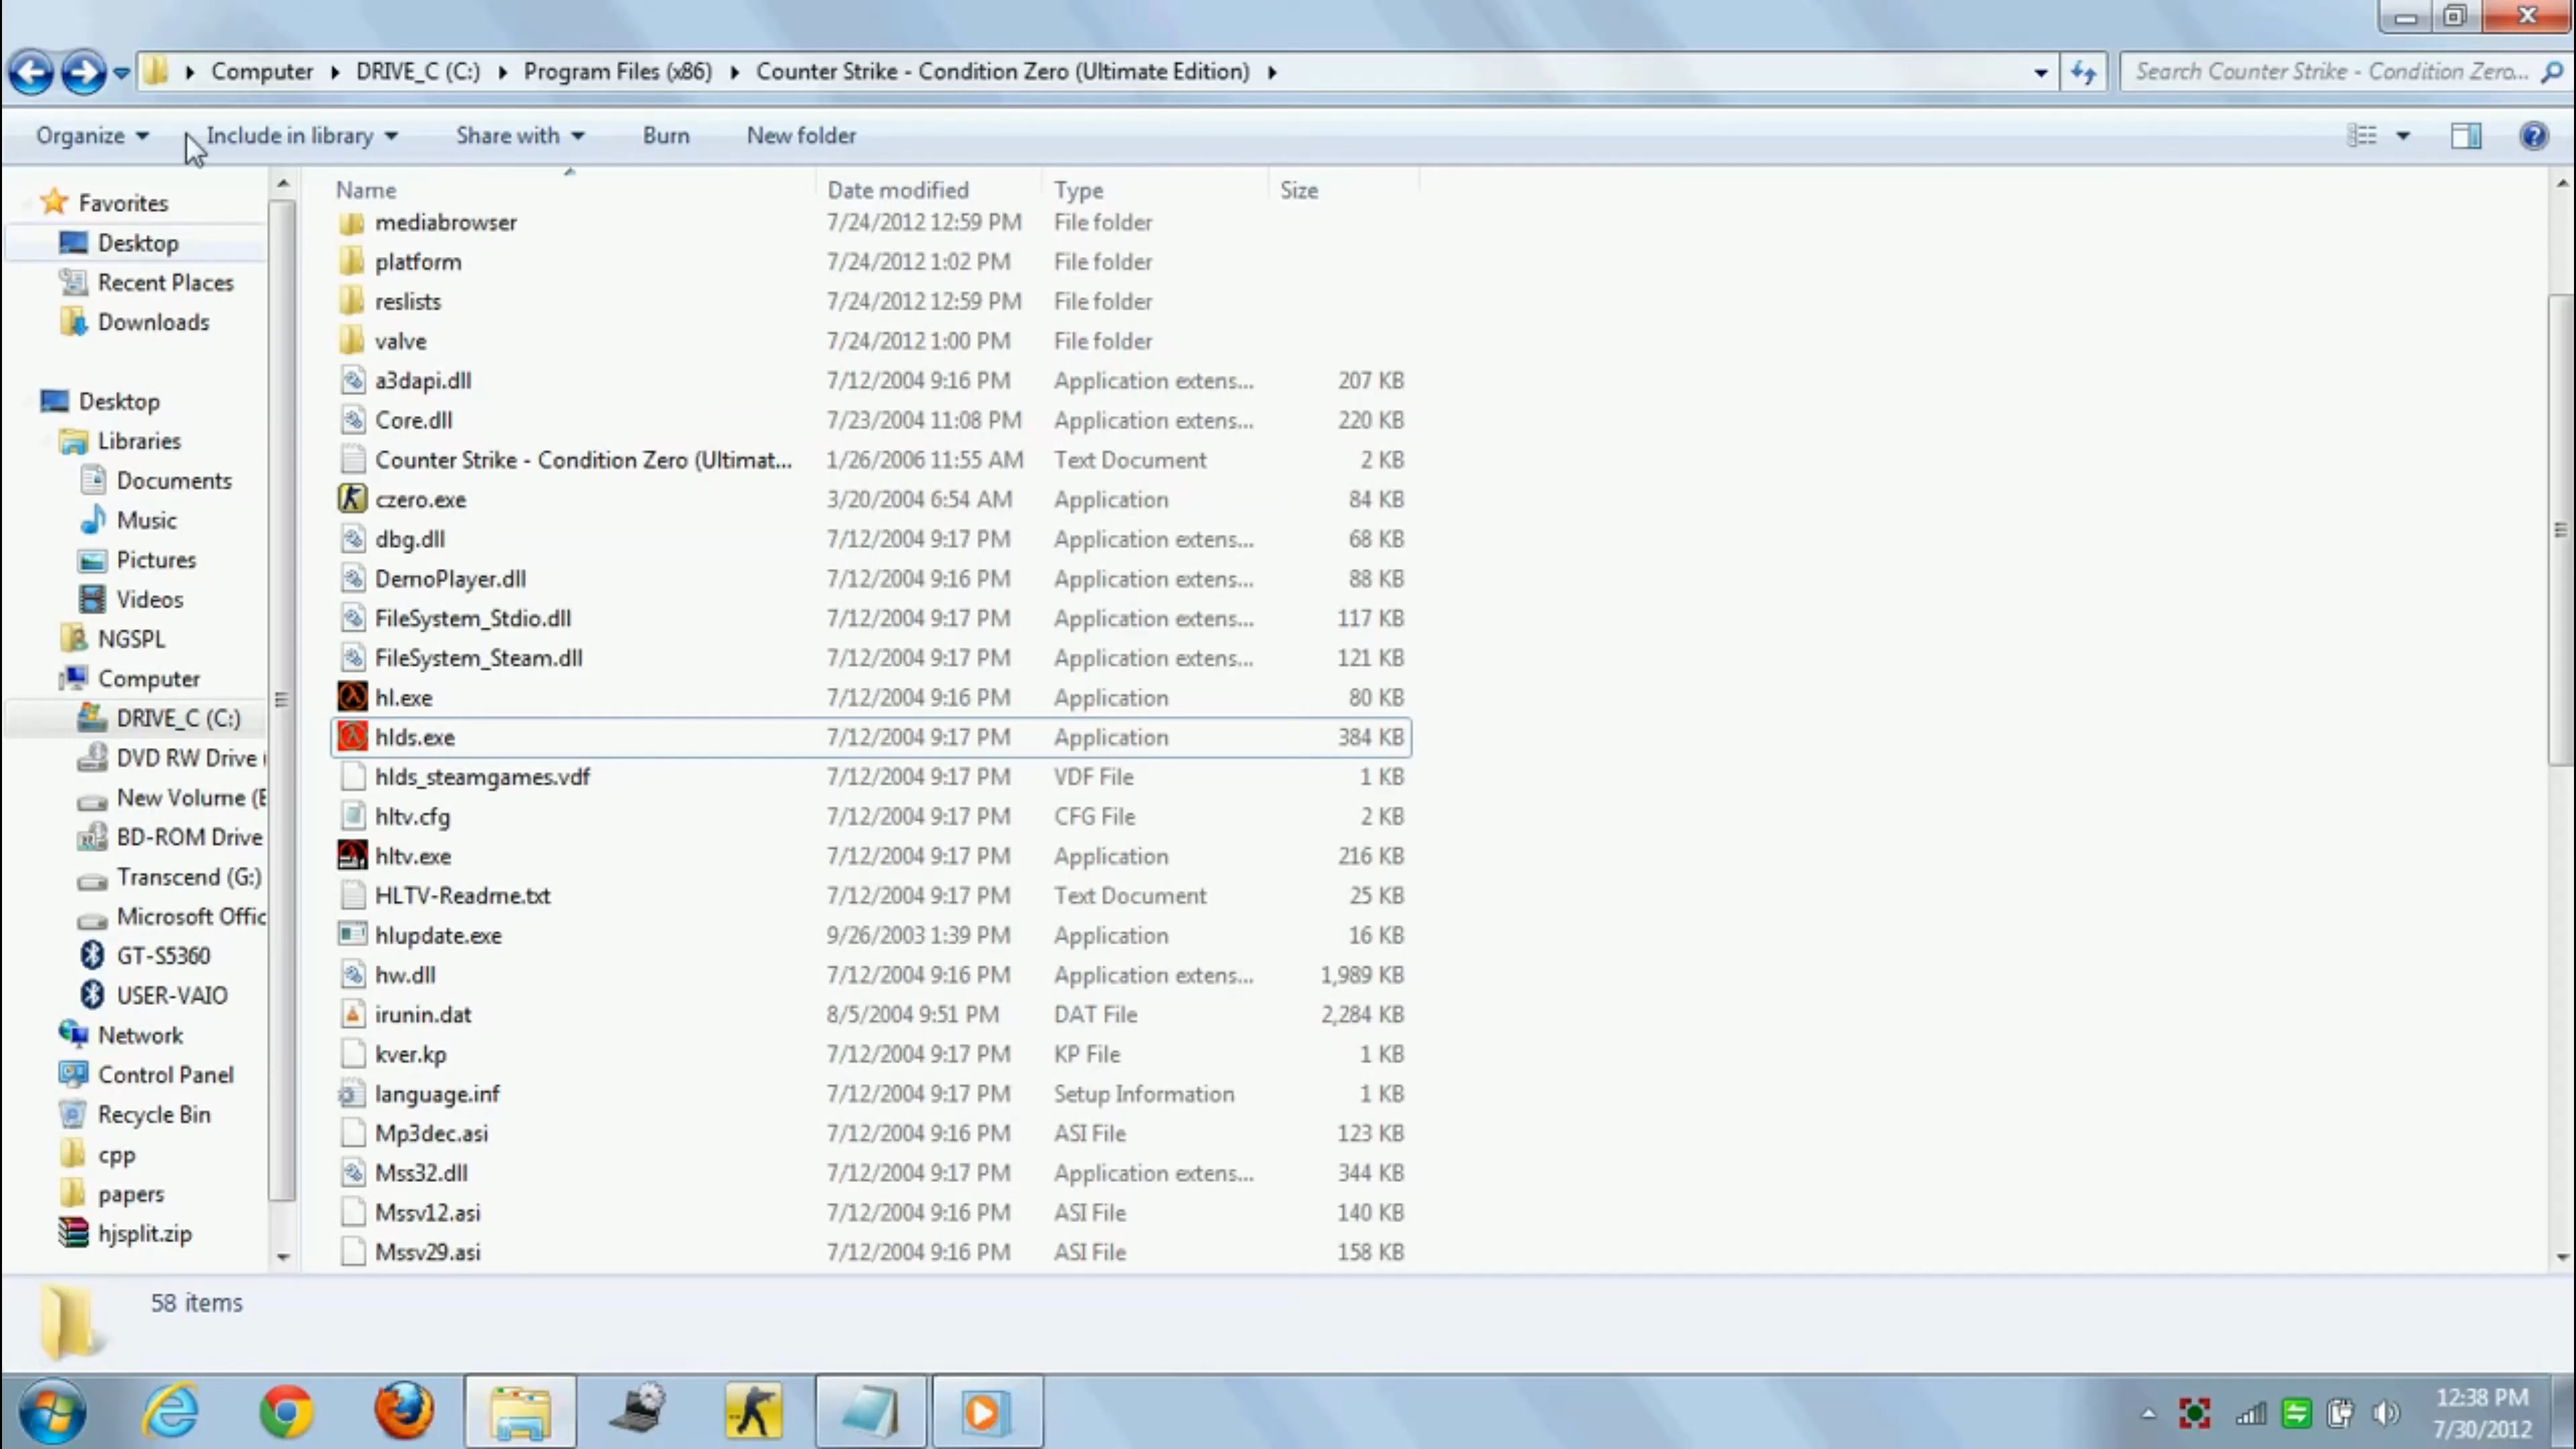 Computer ▸ DRIVE_C (C:) ▸ Program Files (x86) ▸ Counter Strike - Condition Zero (Ultimate Edition) ▸
Search Counter Strike - Condition Zero...
Organize Include in library Share with Burn New folder
Name Date modified Type Size
mediabrowser 7/24/2012 12:59 PM File folder
platform 7/24/2012 1:02 PM File folder
reslists 7/24/2012 12:59 PM File folder
valve 7/24/2012 1:00 PM File folder
a3dapi.dll 7/12/2004 9:16 PM Application extens... 207 KB
Core.dll 7/23/2004 11:08 PM Application extens... 220 KB
Counter Strike - Condition Zero (Ultimat... 1/26/2006 11:55 AM Text Document 2 KB
czero.exe 3/20/2004 6:54 AM Application 84 KB
dbg.dll 7/12/2004 9:17 PM Application extens... 68 KB
DemoPlayer.dll 7/12/2004 9:16 PM Application extens... 88 KB
FileSystem_Stdio.dll 7/12/2004 9:17 PM Application extens... 117 KB
FileSystem_Steam.dll 7/12/2004 9:17 PM Application extens... 121 KB
hl.exe 7/12/2004 9:16 PM Application 80 KB
hlds.exe 7/12/2004 9:17 PM Application 384 KB
hlds_steamgames.vdf 7/12/2004 9:17 PM VDF File 1 KB
hltv.cfg 7/12/2004 9:17 PM CFG File 2 KB
hltv.exe 7/12/2004 9:17 PM Application 216 KB
HLTV-Readme.txt 7/12/2004 9:17 PM Text Document 25 KB
hlupdate.exe 9/26/2003 1:39 PM Application 16 KB
hw.dll 7/12/2004 9:16 PM Application extens... 1,989 KB
irunin.dat 8/5/2004 9:51 PM DAT File 2,284 KB
kver.kp 7/12/2004 9:17 PM KP File 1 KB
language.inf 7/12/2004 9:17 PM Setup Information 1 KB
Mp3dec.asi 7/12/2004 9:16 PM ASI File 123 KB
Mss32.dll 7/12/2004 9:17 PM Application extens... 344 KB
Mssv12.asi 7/12/2004 9:16 PM ASI File 140 KB
Mssv29.asi 7/12/2004 9:16 PM ASI File 158 KB
Favorites
Desktop
Recent Places
Downloads
Desktop
Libraries
Documents
Music
Pictures
Videos
NGSPL
Computer
DRIVE_C (C:)
DVD RW Drive (
New Volume (E
BD-ROM Drive
Transcend (G:)
Microsoft Offic
GT-S5360
USER-VAIO
Network
Control Panel
Recycle Bin
cpp
papers
hjsplit.zip
58 items
12:38 PM
7/30/2012